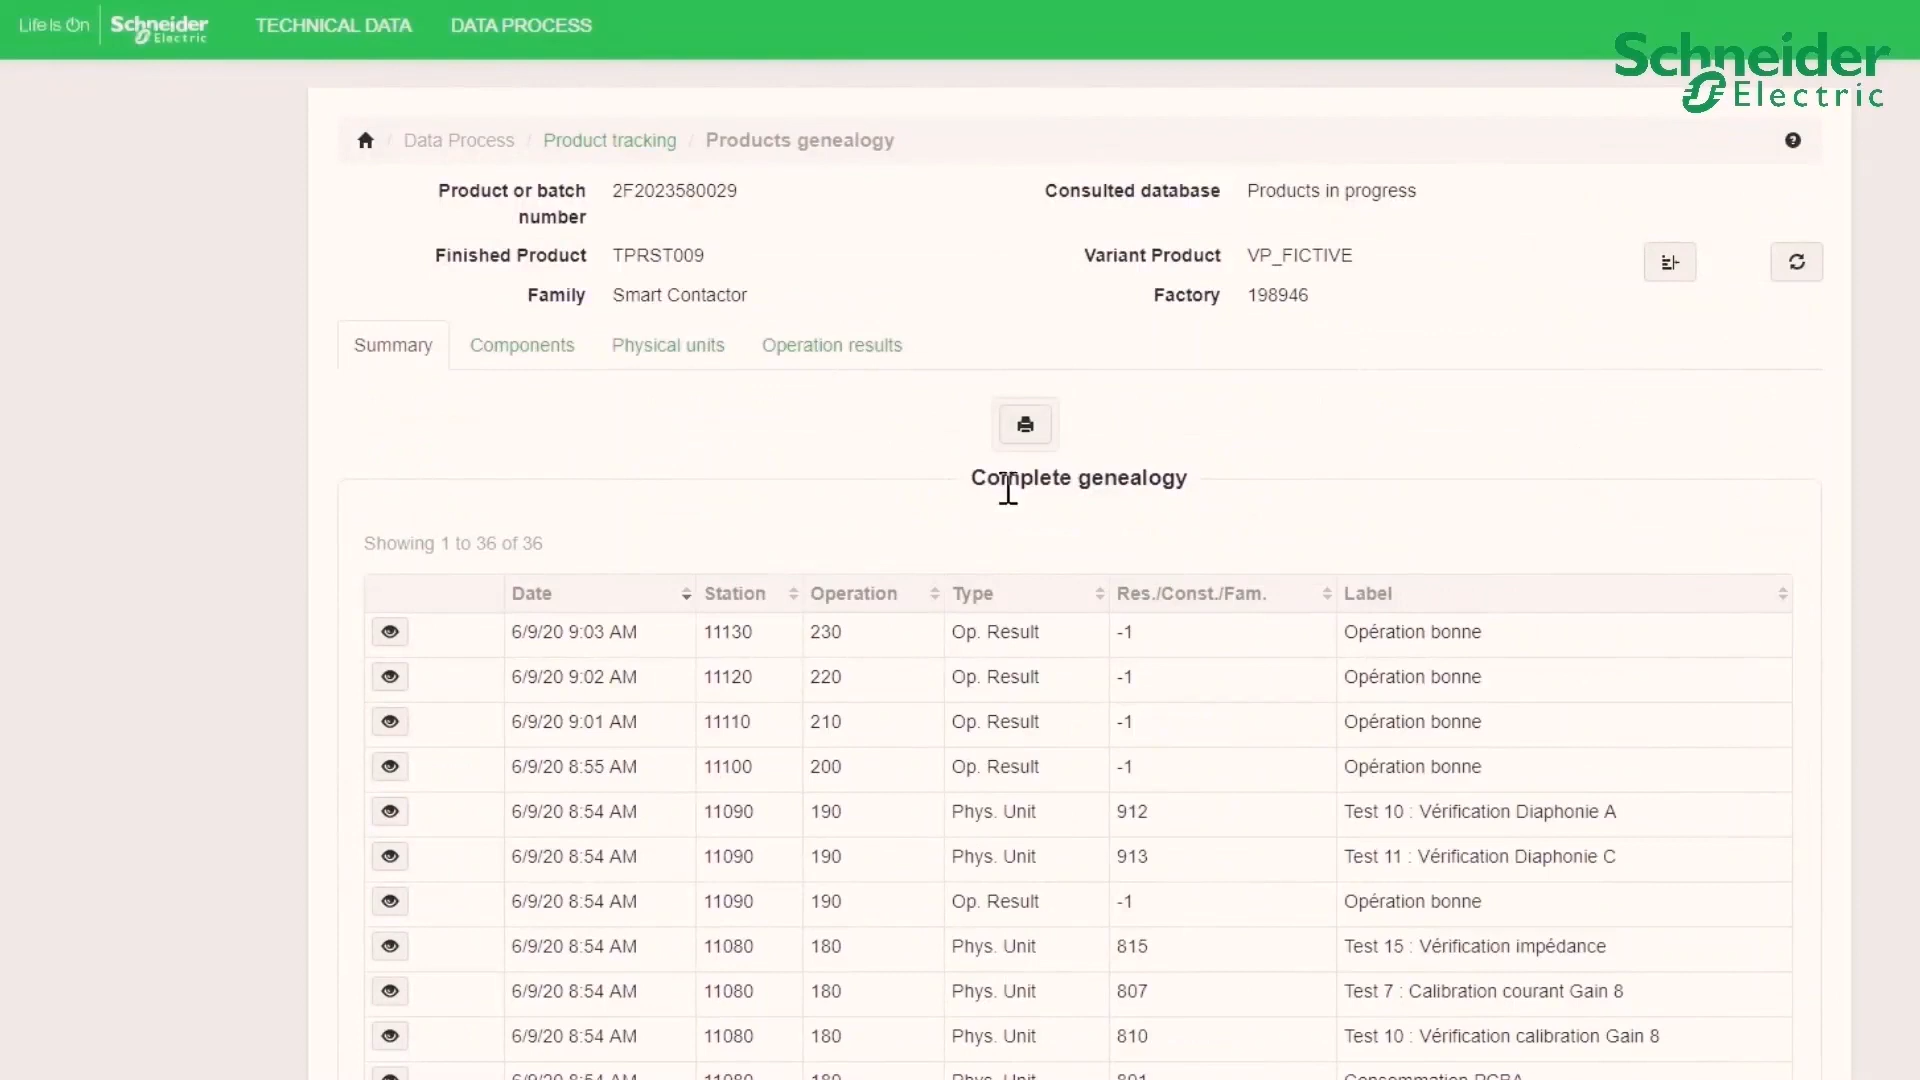 Life Is On Schneider Electric TECHNICAL DATA DATA PROCESS
Schneider Electric
/ Data Process / Product tracking / Products genealogy
Product or batch number 2F2023580029 Consulted database Products in progress
Finished Product TPRST009 Variant Product VP_FICTIVE
Family Smart Contactor Factory 198946
Summary Components Physical units Operation results
Complete genealogy
Showing 1 to 36 of 36
Date Station Operation Type Res./Const./Fam. Label
6/9/20 9:03 AM 11130 230 Op. Result -1 Opération bonne
6/9/20 9:02 AM 11120 220 Op. Result -1 Opération bonne
6/9/20 9:01 AM 11110 210 Op. Result -1 Opération bonne
6/9/20 8:55 AM 11100 200 Op. Result -1 Opération bonne
6/9/20 8:54 AM 11090 190 Phys. Unit 912 Test 10 : Vérification Diaphonie A
6/9/20 8:54 AM 11090 190 Phys. Unit 913 Test 11 : Vérification Diaphonie C
6/9/20 8:54 AM 11090 190 Op. Result -1 Opération bonne
6/9/20 8:54 AM 11080 180 Phys. Unit 815 Test 15 : Vérification impédance
6/9/20 8:54 AM 11080 180 Phys. Unit 807 Test 7 : Calibration courant Gain 8
6/9/20 8:54 AM 11080 180 Phys. Unit 810 Test 10 : Vérification calibration Gain 8